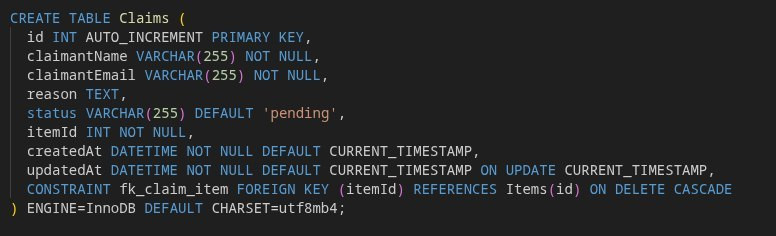 CREATE TABLE Claims (
  id INT AUTO_INCREMENT PRIMARY KEY,
  claimantName VARCHAR(255) NOT NULL,
  claimantEmail VARCHAR(255) NOT NULL,
  reason TEXT,
  status VARCHAR(255) DEFAULT 'pending',
  itemId INT NOT NULL,
  createdAt DATETIME NOT NULL DEFAULT CURRENT_TIMESTAMP,
  updatedAt DATETIME NOT NULL DEFAULT CURRENT_TIMESTAMP ON UPDATE CURRENT_TIMESTAMP,
  CONSTRAINT fk_claim_item FOREIGN KEY (itemId) REFERENCES Items(id) ON DELETE CASCADE
) ENGINE=InnoDB DEFAULT CHARSET=utf8mb4;